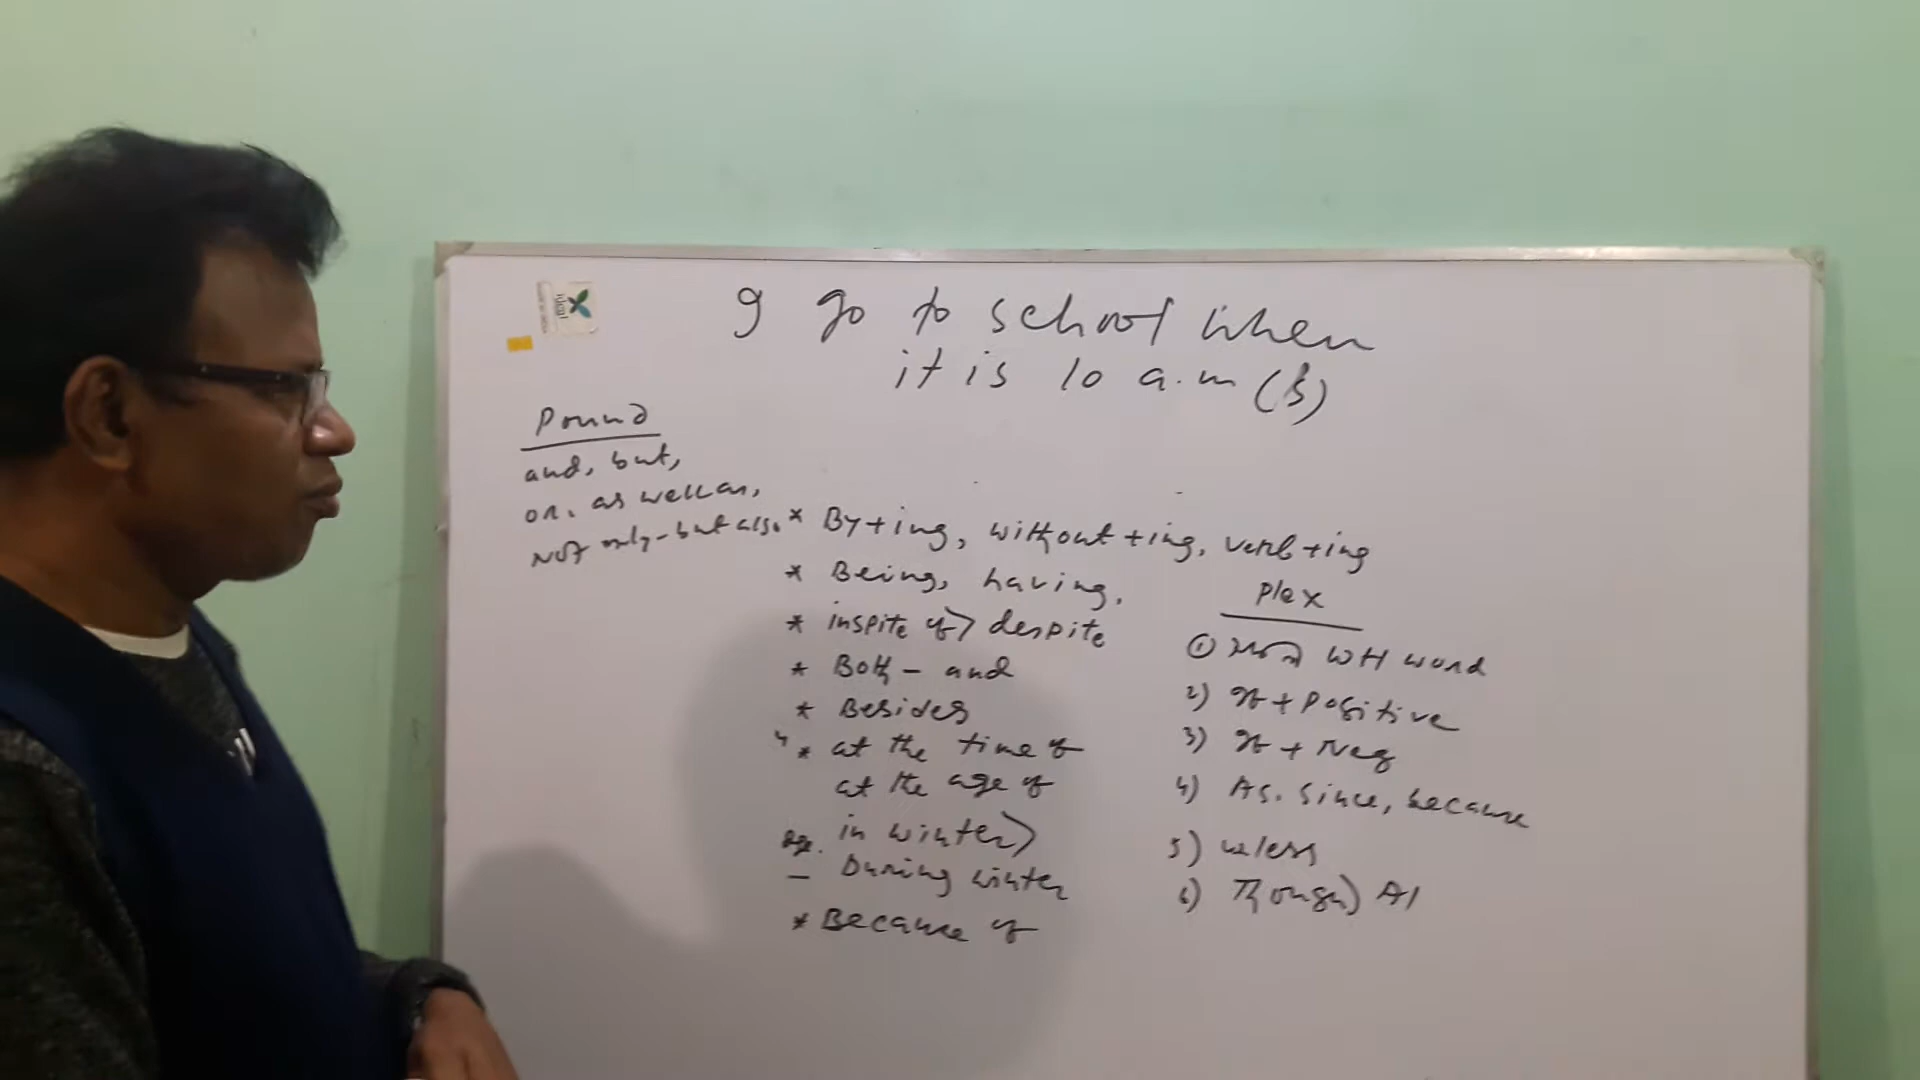 I go to school when
it is 10 a.m (s)
Pound
and, but,
or, as well as,
Not only-but also
* By+ing, without +ing, verb+ing
* Being, having,
* inspite of) despite
* Both - and
* Besides
* at the time of
at the age of
in winter)
During winter
* Because of
Plex
① WH word
2) If + Positive
3) If + Neg
4) As. Since, because
5) unless
6) Though) Al
ideal